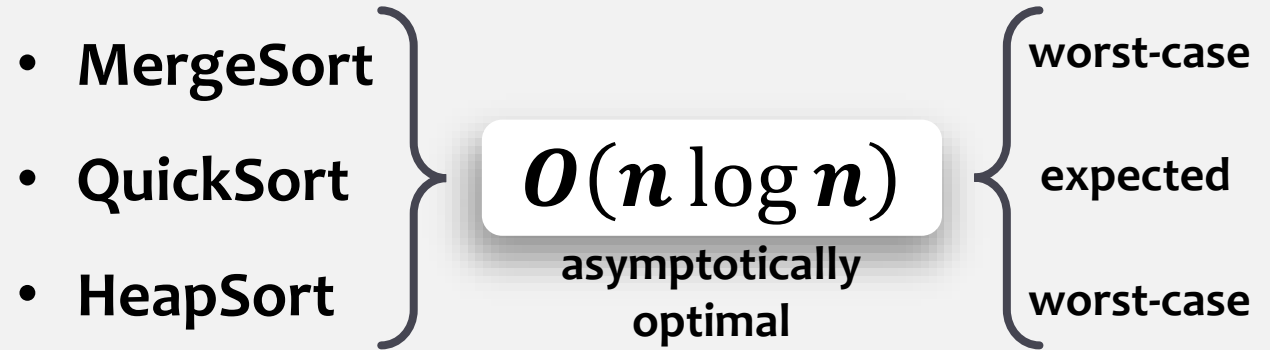 • MergeSort
• QuickSort
• HeapSort
O(n log n)
asymptotically
optimal
worst-case
expected
worst-case